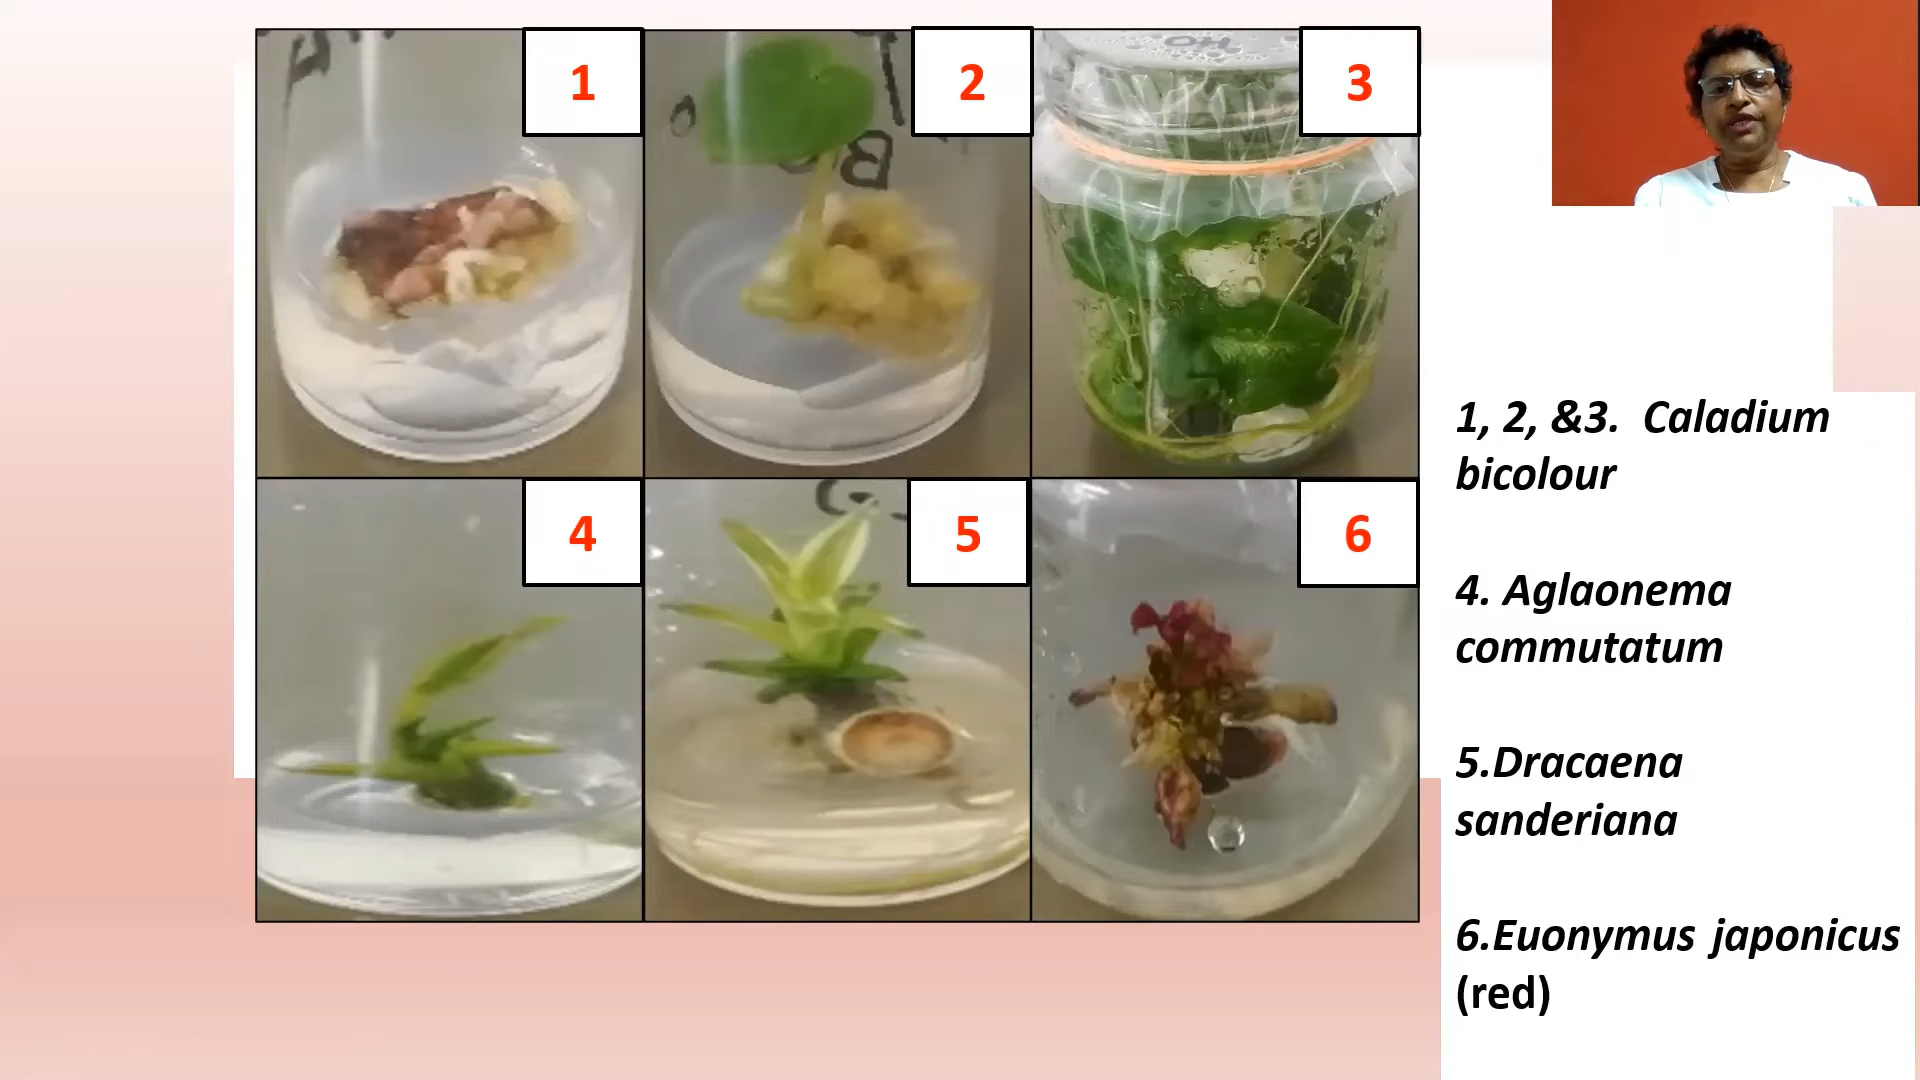 1
2
3
4
5
6
1, 2, &3. Caladium
bicolour
4. Aglaonema
commutatum
5.Dracaena
sanderiana
6.Euonymus japonicus
(red)